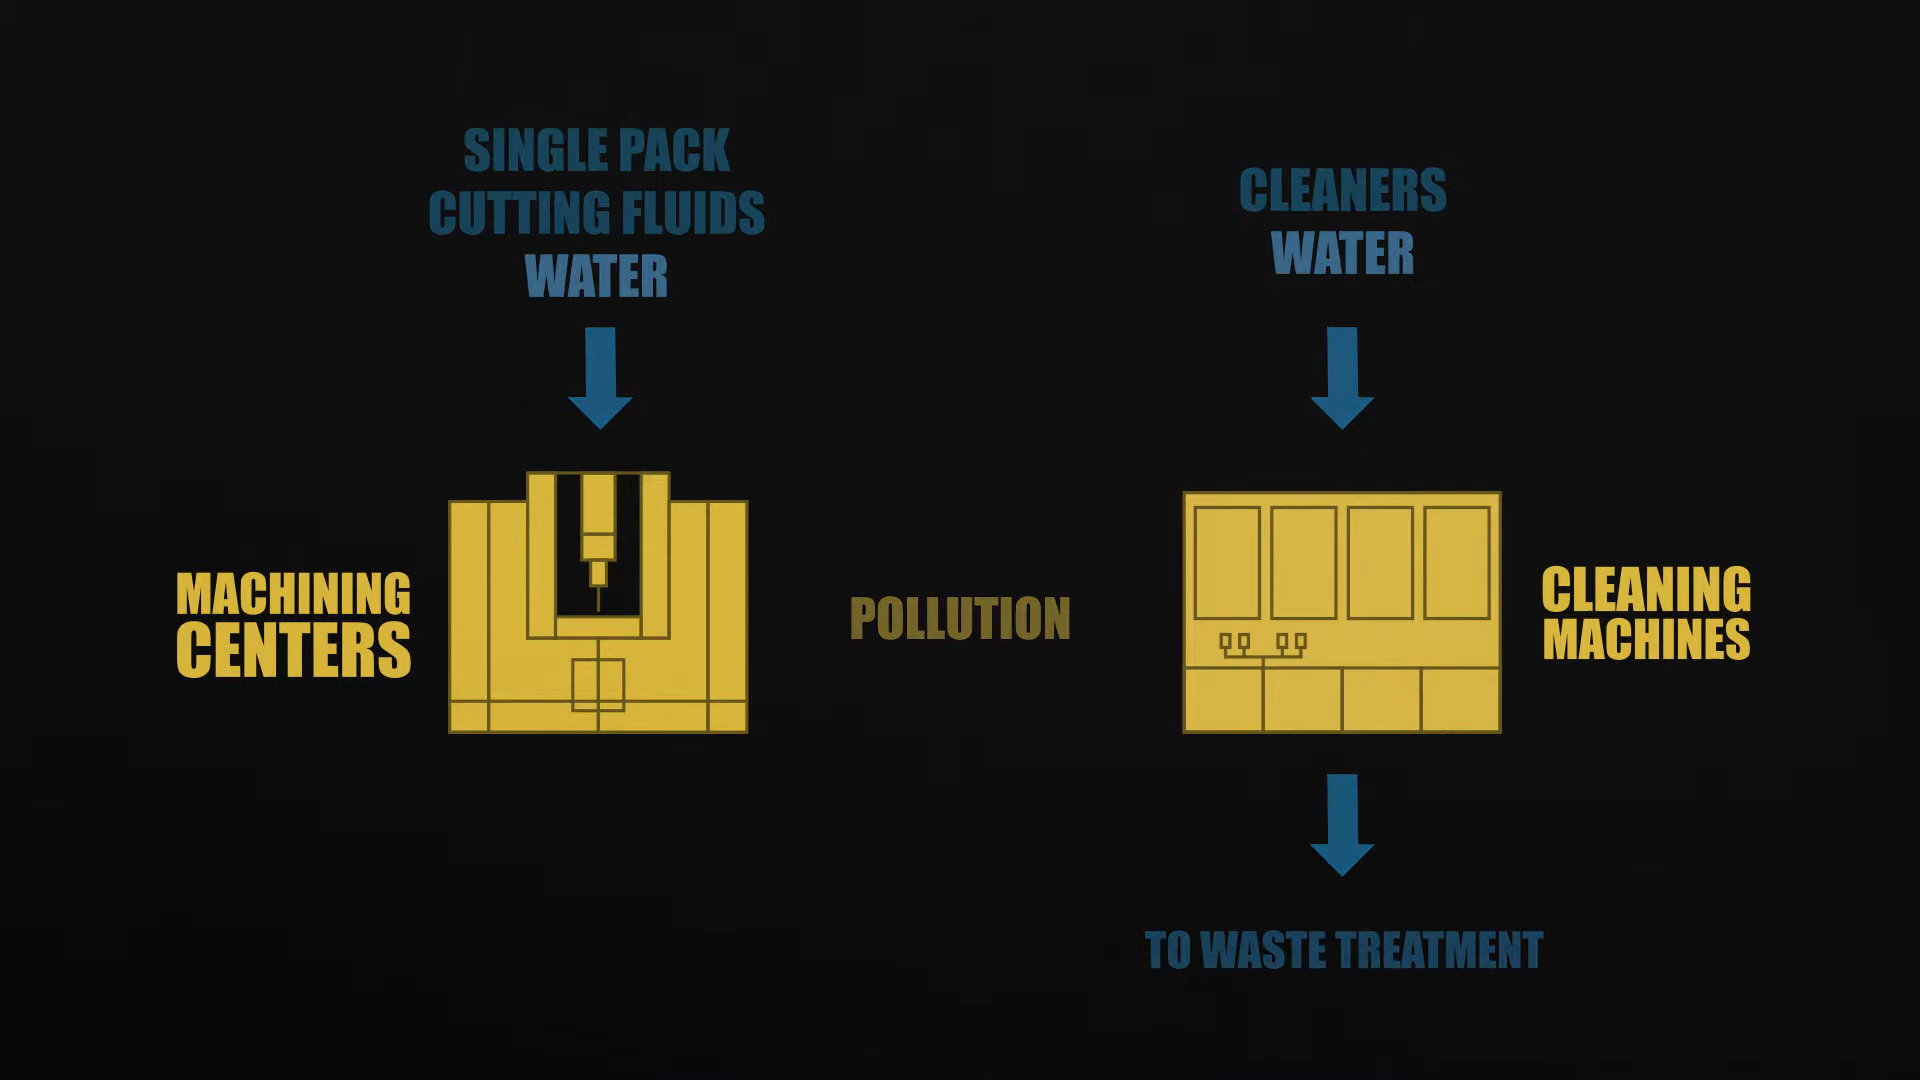 SINGLE PACK
CUTTING FLUIDS
WATER
CLEANERS
WATER
MACHINING
CENTERS
POLLUTION
CLEANING
MACHINES
TO WASTE TREATMENT